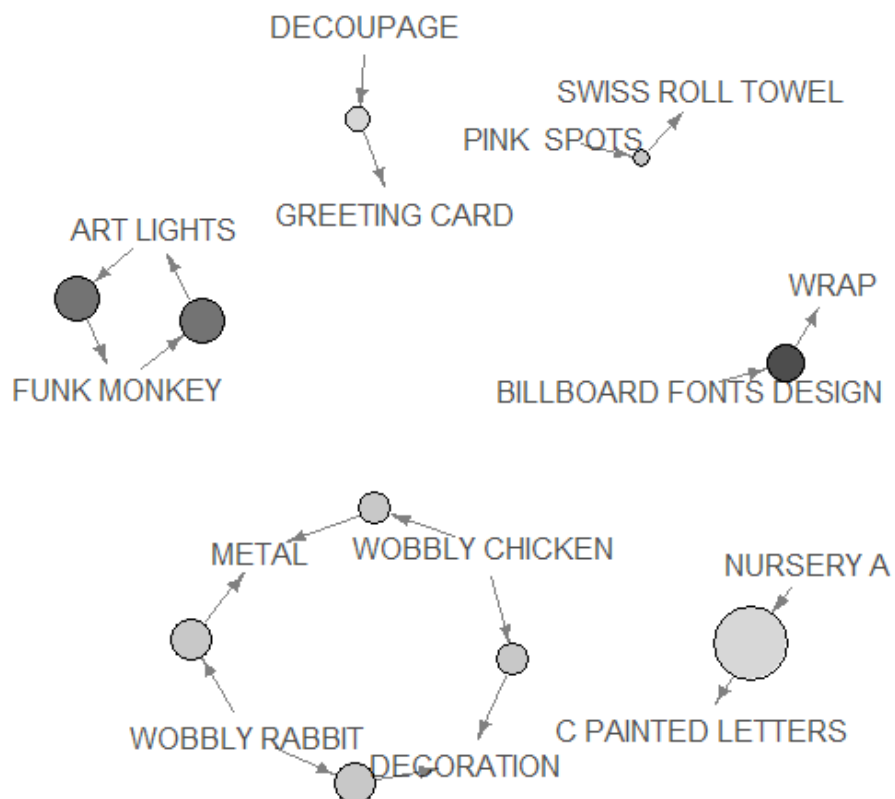 DECOUPAGE
SWISS ROLL TOWEL
PINK  SPOTS
GREETING CARD
ART LIGHTS
WRAP
FUNK MONKEY
BILLBOARD FONTS DESIGN
METAL
WOBBLY CHICKEN
NURSERY A
WOBBLY RABBIT
C PAINTED LETTERS
DECORATION